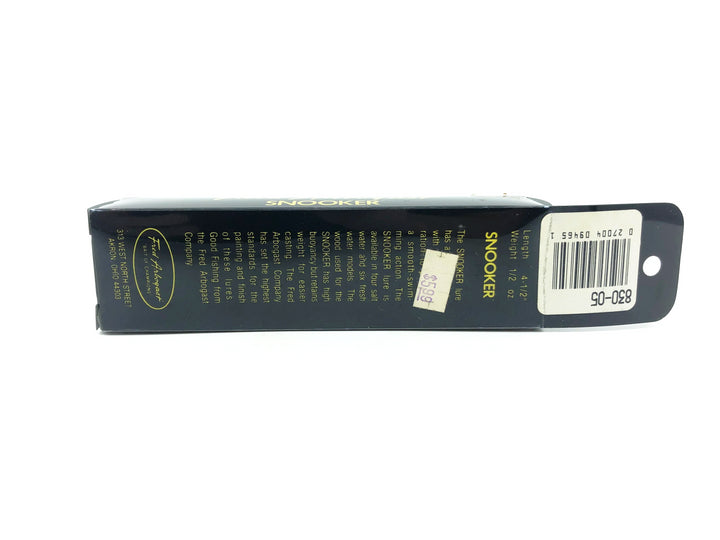 SNOOKER
Length 4-1/2"
Weight 1/2 oz.
SNOOKER
"The SNOOKER lure
has a
with
ration
a smooth-swim
ming action. The
SNOOKER lure is
available in four salt
water and six fresh
water models. The
wood used for the
SNOOKER has high
buoyancy but retains
weight for easier
casting. The Fred
Arbogast Company
has set the highest
standards for the
painting and finish
of these lures.
Good Fishing from
the Fred Arbogast
Company.
$5.99
Fred Arbogast
"BAIT OF CHAMPIONS"
313 WEST NORTH STREET
AKRON, OHIO 44303
0 27004 09465 1
830-05